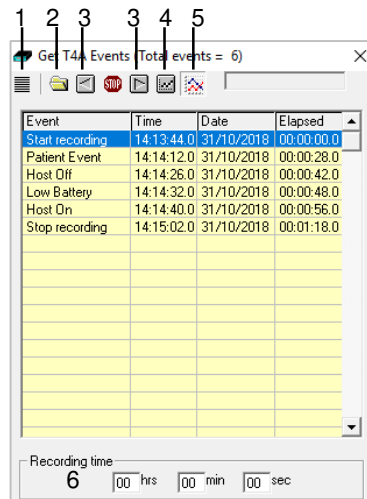 1 2 3 3 4 5
Get T4A Events (Total events = 6)
STOP
Event Time Date Elapsed
Start recording 14:13:44.0 31/10/2018 00:00:00.0
Patient Event 14:14:12.0 31/10/2018 00:00:28.0
Host Off 14:14:26.0 31/10/2018 00:00:42.0
Low Battery 14:14:32.0 31/10/2018 00:00:48.0
Host On 14:14:40.0 31/10/2018 00:00:56.0
Stop recording 14:15:02.0 31/10/2018 00:01:18.0
Recording time
6 00 hrs 00 min 00 sec